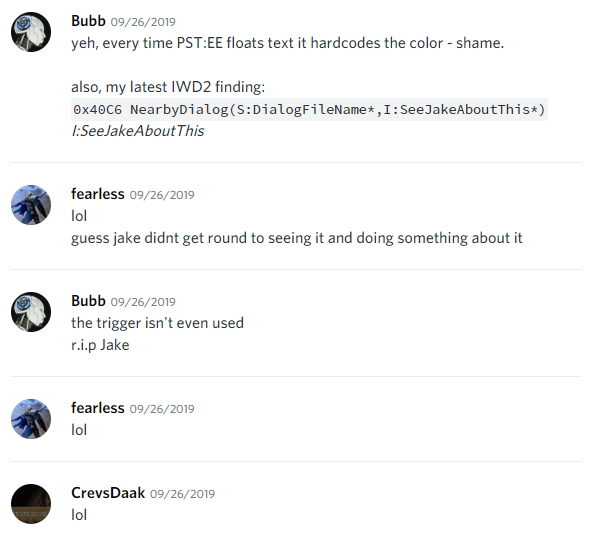 Bubb 09/26/2019
yeh, every time PST:EE floats text it hardcodes the color - shame.
also, my latest IWD2 finding:
0x40C6 NearbyDialog(S:DialogFileName*,I:SeeJakeAboutThis*)
I:SeeJakeAboutThis
fearless 09/26/2019
lol
guess jake didnt get round to seeing it and doing something about it
Bubb 09/26/2019
the trigger isn't even used
r.i.p Jake
fearless 09/26/2019
lol
CrevsDaak 09/26/2019
lol